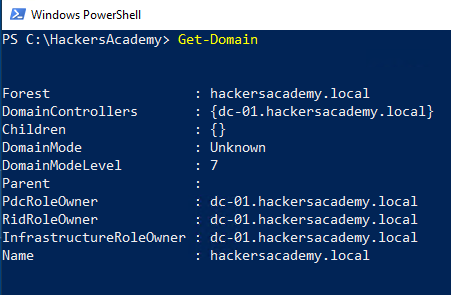 Windows PowerShell
PS C:\HackersAcademy> Get-Domain
Forest : hackersacademy.local
DomainControllers : {dc-01.hackersacademy.local}
Children : {}
DomainMode : Unknown
DomainModeLevel : 7
Parent :
PdcRoleOwner : dc-01.hackersacademy.local
RidRoleOwner : dc-01.hackersacademy.local
InfrastructureRoleOwner : dc-01.hackersacademy.local
Name : hackersacademy.local